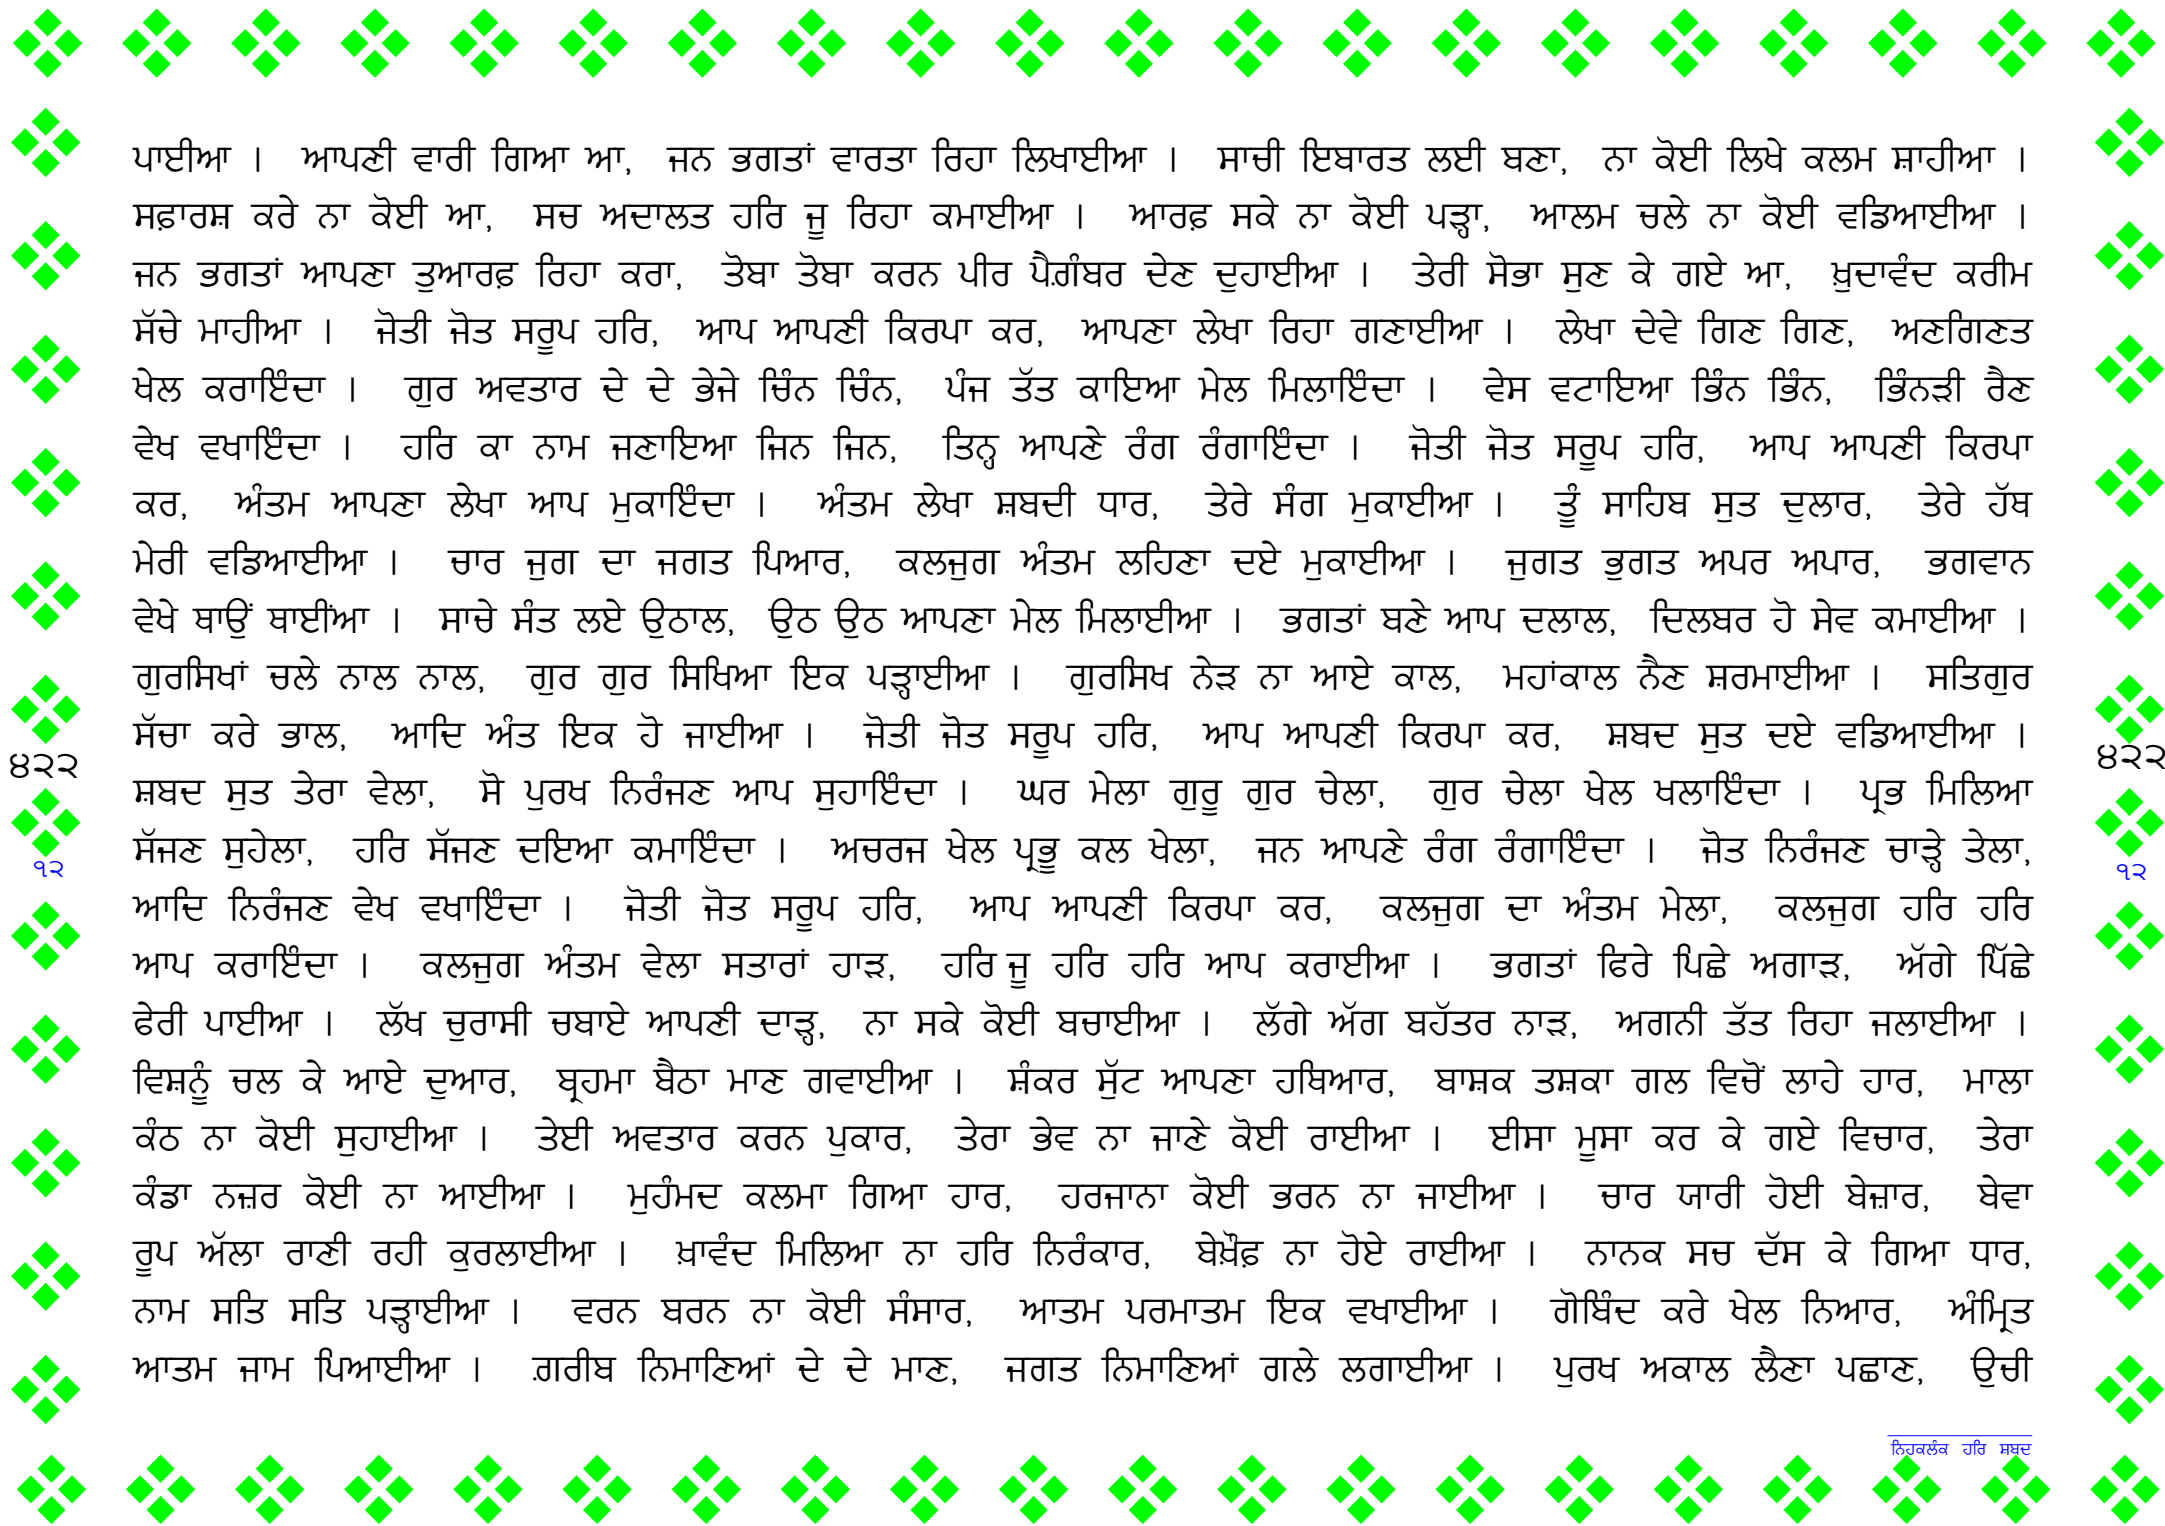 ਪਾਈਆ । ਆਪਣੀ ਵਾਰੀ ਗਿਆ ਆ, ਜਨ ਭਗਤਾਂ ਵਾਰਤਾ ਰਿਹਾ ਲਿਖਾਈਆ । ਸਾਚੀ ਇਬਾਰਤ ਲਈ ਬਣਾ, ਨਾ ਕੋਈ ਲਿਖੇ ਕਲਮ ਸ਼ਾਹੀਆ ।
ਸਫ਼ਾਰਸ਼ ਕਰੇ ਨਾ ਕੋਈ ਆ, ਸਚ ਅਦਾਲਤ ਹਰਿ ਜੂ ਰਿਹਾ ਕਮਾਈਆ । ਆਰਫ਼ ਸਕੇ ਨਾ ਕੋਈ ਪੜ੍ਹਾ, ਆਲਮ ਚਲੇ ਨਾ ਕੋਈ ਵਡਿਆਈਆ ।
ਜਨ ਭਗਤਾਂ ਆਪਣਾ ਤੁਆਰਫ਼ ਰਿਹਾ ਕਰਾ, ਤੋਬਾ ਤੋਬਾ ਕਰਨ ਪੀਰ ਪੈਗ਼ੰਬਰ ਦੇਣ ਦੁਹਾਈਆ । ਤੇਰੀ ਸੋਭਾ ਸੁਣ ਕੇ ਗਏ ਆ, ਖ਼ੁਦਾਵੰਦ ਕਰੀਮ
ਸੱਚੇ ਮਾਹੀਆ । ਜੋਤੀ ਜੋਤ ਸਰੂਪ ਹਰਿ, ਆਪ ਆਪਣੀ ਕਿਰਪਾ ਕਰ, ਆਪਣਾ ਲੇਖਾ ਰਿਹਾ ਗਣਾਈਆ । ਲੇਖਾ ਦੇਵੇ ਗਿਣ ਗਿਣ, ਅਣਗਿਣਤ
ਖੇਲ ਕਰਾਇੰਦਾ । ਗੁਰ ਅਵਤਾਰ ਦੇ ਦੇ ਭੇਜੇ ਚਿੰਨ ਚਿੰਨ, ਪੰਜ ਤੱਤ ਕਾਇਆ ਮੇਲ ਮਿਲਾਇੰਦਾ । ਵੇਸ ਵਟਾਇਆ ਭਿੰਨ ਭਿੰਨ, ਭਿੰਨੜੀ ਰੈਣ
ਵੇਖ ਵਖਾਇੰਦਾ । ਹਰਿ ਕਾ ਨਾਮ ਜਣਾਇਆ ਜਿਨ ਜਿਨ, ਤਿਨ੍ਹ ਆਪਣੇ ਰੰਗ ਰੰਗਾਇੰਦਾ । ਜੋਤੀ ਜੋਤ ਸਰੂਪ ਹਰਿ, ਆਪ ਆਪਣੀ ਕਿਰਪਾ
ਕਰ, ਅੰਤਮ ਆਪਣਾ ਲੇਖਾ ਆਪ ਮੁਕਾਇੰਦਾ । ਅੰਤਮ ਲੇਖਾ ਸ਼ਬਦੀ ਧਾਰ, ਤੇਰੇ ਸੰਗ ਮੁਕਾਈਆ । ਤੂੰ ਸਾਹਿਬ ਸੁਤ ਦੁਲਾਰ, ਤੇਰੇ ਹੱਥ
ਮੇਰੀ ਵਡਿਆਈਆ । ਚਾਰ ਜੁਗ ਦਾ ਜਗਤ ਪਿਆਰ, ਕਲਜੁਗ ਅੰਤਮ ਲਹਿਣਾ ਦਏ ਮੁਕਾਈਆ । ਜੁਗਤ ਭੁਗਤ ਅਪਰ ਅਪਾਰ, ਭਗਵਾਨ
ਵੇਖੇ ਥਾਉਂ ਥਾਈਂਆ । ਸਾਚੇ ਸੰਤ ਲਏ ਉਠਾਲ, ਉਠ ਉਠ ਆਪਣਾ ਮੇਲ ਮਿਲਾਈਆ । ਭਗਤਾਂ ਬਣੇ ਆਪ ਦਲਾਲ, ਦਿਲਬਰ ਹੋ ਸੇਵ ਕਮਾਈਆ ।
ਗੁਰਸਿਖਾਂ ਚਲੇ ਨਾਲ ਨਾਲ, ਗੁਰ ਗੁਰ ਸਿਖਿਆ ਇਕ ਪੜ੍ਹਾਈਆ । ਗੁਰਸਿਖ ਨੇੜ ਨਾ ਆਏ ਕਾਲ, ਮਹਾਂਕਾਲ ਨੈਣ ਸ਼ਰਮਾਈਆ । ਸਤਿਗੁਰ
ਸੱਚਾ ਕਰੇ ਭਾਲ, ਆਦਿ ਅੰਤ ਇਕ ਹੋ ਜਾਈਆ । ਜੋਤੀ ਜੋਤ ਸਰੂਪ ਹਰਿ, ਆਪ ਆਪਣੀ ਕਿਰਪਾ ਕਰ, ਸ਼ਬਦ ਸੁਤ ਦਏ ਵਡਿਆਈਆ ।
ਸ਼ਬਦ ਸੁਤ ਤੇਰਾ ਵੇਲਾ, ਸੋ ਪੁਰਖ ਨਿਰੰਜਣ ਆਪ ਸੁਹਾਇੰਦਾ । ਘਰ ਮੇਲਾ ਗੁਰੂ ਗੁਰ ਚੇਲਾ, ਗੁਰ ਚੇਲਾ ਖੇਲ ਖਲਾਇੰਦਾ । ਪ੍ਰਭ ਮਿਲਿਆ
ਸੱਜਣ ਸੁਹੇਲਾ, ਹਰਿ ਸੱਜਣ ਦਇਆ ਕਮਾਇੰਦਾ । ਅਚਰਜ ਖੇਲ ਪ੍ਰਭੂ ਕਲ ਖੇਲਾ, ਜਨ ਆਪਣੇ ਰੰਗ ਰੰਗਾਇੰਦਾ । ਜੋਤ ਨਿਰੰਜਣ ਚਾੜ੍ਹੇ ਤੇਲਾ,
ਆਦਿ ਨਿਰੰਜਣ ਵੇਖ ਵਖਾਇੰਦਾ । ਜੋਤੀ ਜੋਤ ਸਰੂਪ ਹਰਿ, ਆਪ ਆਪਣੀ ਕਿਰਪਾ ਕਰ, ਕਲਜੁਗ ਦਾ ਅੰਤਮ ਮੇਲਾ, ਕਲਜੁਗ ਹਰਿ ਹਰਿ
ਆਪ ਕਰਾਇੰਦਾ । ਕਲਜੁਗ ਅੰਤਮ ਵੇਲਾ ਸਤਾਰਾਂ ਹਾੜ, ਹਰਿ ਜੂ ਹਰਿ ਹਰਿ ਆਪ ਕਰਾਈਆ । ਭਗਤਾਂ ਫਿਰੇ ਪਿਛੇ ਅਗਾੜ, ਅੱਗੇ ਪਿੱਛੇ
ਫੇਰੀ ਪਾਈਆ । ਲੱਖ ਚੁਰਾਸੀ ਚਬਾਏ ਆਪਣੀ ਦਾੜ੍ਹ, ਨਾ ਸਕੇ ਕੋਈ ਬਚਾਈਆ । ਲੱਗੇ ਅੱਗ ਬਹੱਤਰ ਨਾੜ, ਅਗਨੀ ਤੱਤ ਰਿਹਾ ਜਲਾਈਆ ।
ਵਿਸ਼ਨੂੰ ਚਲ ਕੇ ਆਏ ਦੁਆਰ, ਬ੍ਰਹਮਾ ਬੈਠਾ ਮਾਣ ਗਵਾਈਆ । ਸ਼ੰਕਰ ਸੁੱਟ ਆਪਣਾ ਹਥਿਆਰ, ਬਾਸ਼ਕ ਤਸ਼ਕਾ ਗਲ ਵਿਚੋਂ ਲਾਹੇ ਹਾਰ, ਮਾਲਾ
ਕੰਠ ਨਾ ਕੋਈ ਸੁਹਾਈਆ । ਤੇਈ ਅਵਤਾਰ ਕਰਨ ਪੁਕਾਰ, ਤੇਰਾ ਭੇਵ ਨਾ ਜਾਣੇ ਕੋਈ ਰਾਈਆ । ਈਸਾ ਮੂਸਾ ਕਰ ਕੇ ਗਏ ਵਿਚਾਰ, ਤੇਰਾ
ਕੰਡਾ ਨਜ਼ਰ ਕੋਈ ਨਾ ਆਈਆ । ਮੁਹੰਮਦ ਕਲਮਾ ਗਿਆ ਹਾਰ, ਹਰਜਾਨਾ ਕੋਈ ਭਰਨ ਨਾ ਜਾਈਆ । ਚਾਰ ਯਾਰੀ ਹੋਈ ਬੇਜ਼ਾਰ, ਬੇਵਾ
ਰੂਪ ਅੱਲਾ ਰਾਣੀ ਰਹੀ ਕੁਰਲਾਈਆ । ਖ਼ਾਵੰਦ ਮਿਲਿਆ ਨਾ ਹਰਿ ਨਿਰੰਕਾਰ, ਬੇਖ਼ੌਫ਼ ਨਾ ਹੋਏ ਰਾਈਆ । ਨਾਨਕ ਸਚ ਦੱਸ ਕੇ ਗਿਆ ਧਾਰ,
ਨਾਮ ਸਤਿ ਸਤਿ ਪੜ੍ਹਾਈਆ । ਵਰਨ ਬਰਨ ਨਾ ਕੋਈ ਸੰਸਾਰ, ਆਤਮ ਪਰਮਾਤਮ ਇਕ ਵਖਾਈਆ । ਗੋਬਿੰਦ ਕਰੇ ਖੇਲ ਨਿਆਰ, ਅੰਮ੍ਰਿਤ
ਆਤਮ ਜਾਮ ਪਿਆਈਆ । ਗ਼ਰੀਬ ਨਿਮਾਣਿਆਂ ਦੇ ਦੇ ਮਾਣ, ਜਗਤ ਨਿਮਾਣਿਆਂ ਗਲੇ ਲਗਾਈਆ । ਪੁਰਖ ਅਕਾਲ ਲੈਣਾ ਪਛਾਣ, ਉਚੀ
੪੨੨
੪੨੨
੧੨
੧੨
ਨਿਹਕਲੰਕ ਹਰਿ ਸ਼ਬਦ